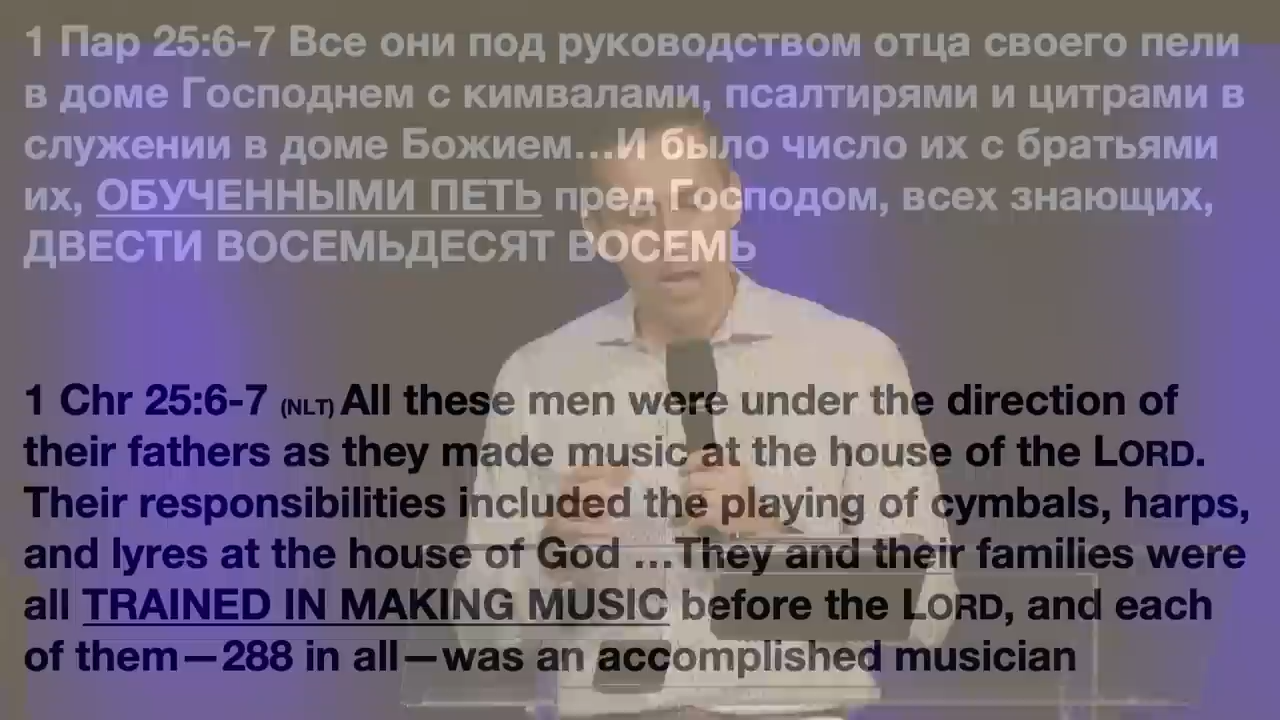 1 Пар 25:6-7 Все они под руководством отца своего пели
в доме Господнем с кимвалами, псалтирями и цитрами в
служении в доме Божием...И было число их с братьями
их, ОБУЧЕННЫМИ ПЕТЬ пред Господом, всех знающих,
ДВЕСТИ ВОСЕМЬДЕСЯТ ВОСЕМЬ
1 Chr 25:6-7 (NLT) All these men were under the direction of
their fathers as they made music at the house of the LORD.
Their responsibilities included the playing of cymbals, harps,
and lyres at the house of God ...They and their families were
all TRAINED IN MAKING MUSIC before the LORD, and each
of them—288 in all—was an accomplished musician